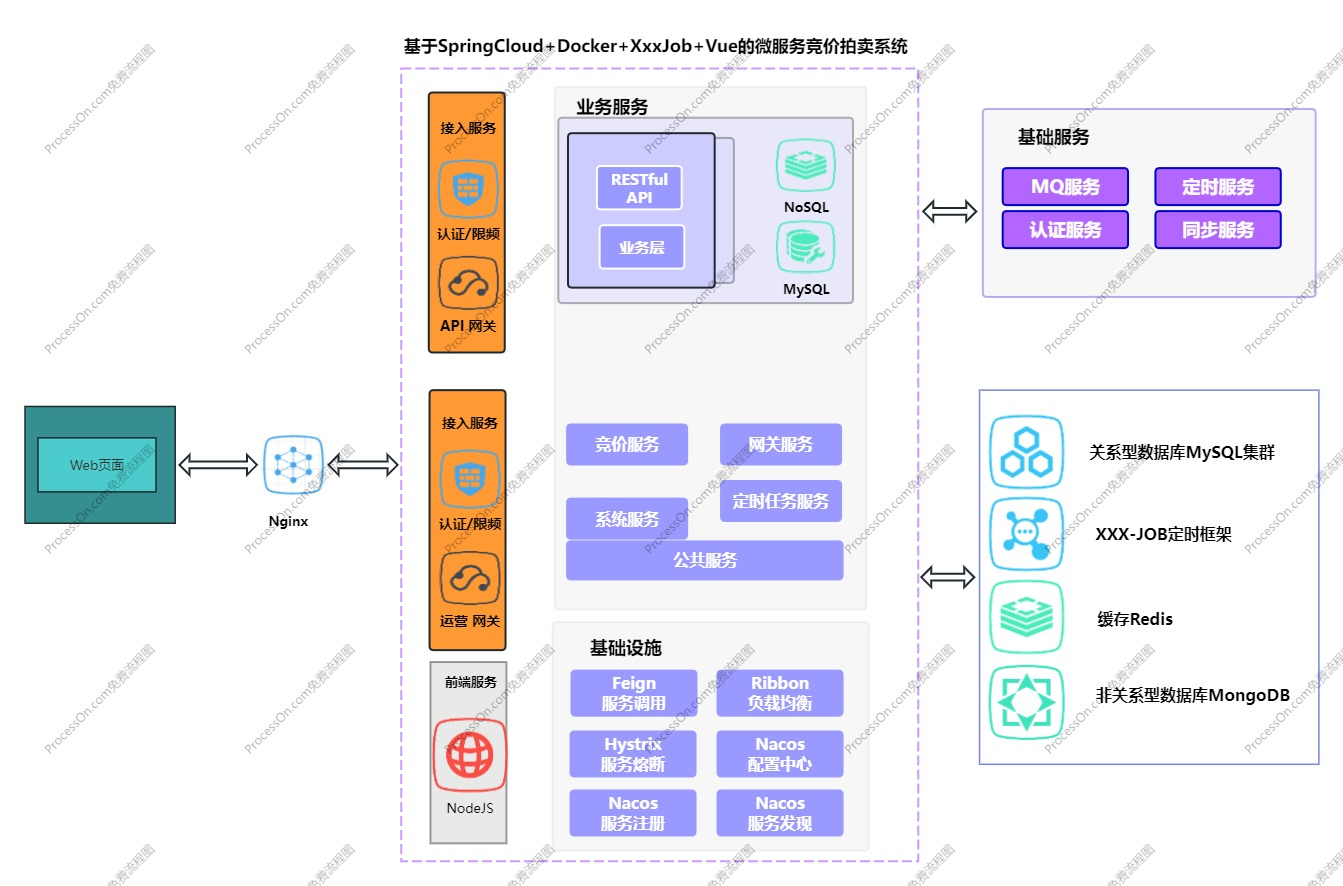 基于SpringCloud+Docker+XxxJob+Vue的微服务竞价拍卖系统
接入服务
认证/限频
API 网关
业务服务
RESTful
API
业务层
NoSQL
MySQL
基础服务
MQ服务
定时服务
认证服务
同步服务
Web页面
Nginx
接入服务
认证/限频
运营 网关
竞价服务
网关服务
系统服务
定时任务服务
公共服务
关系型数据库MySQL集群
XXX-JOB定时框架
缓存Redis
非关系型数据库MongoDB
前端服务
NodeJS
基础设施
Feign
服务调用
Ribbon
负载均衡
Hystrix
服务熔断
Nacos
配置中心
Nacos
服务注册
Nacos
服务发现
ProcessOn.com免费流程图